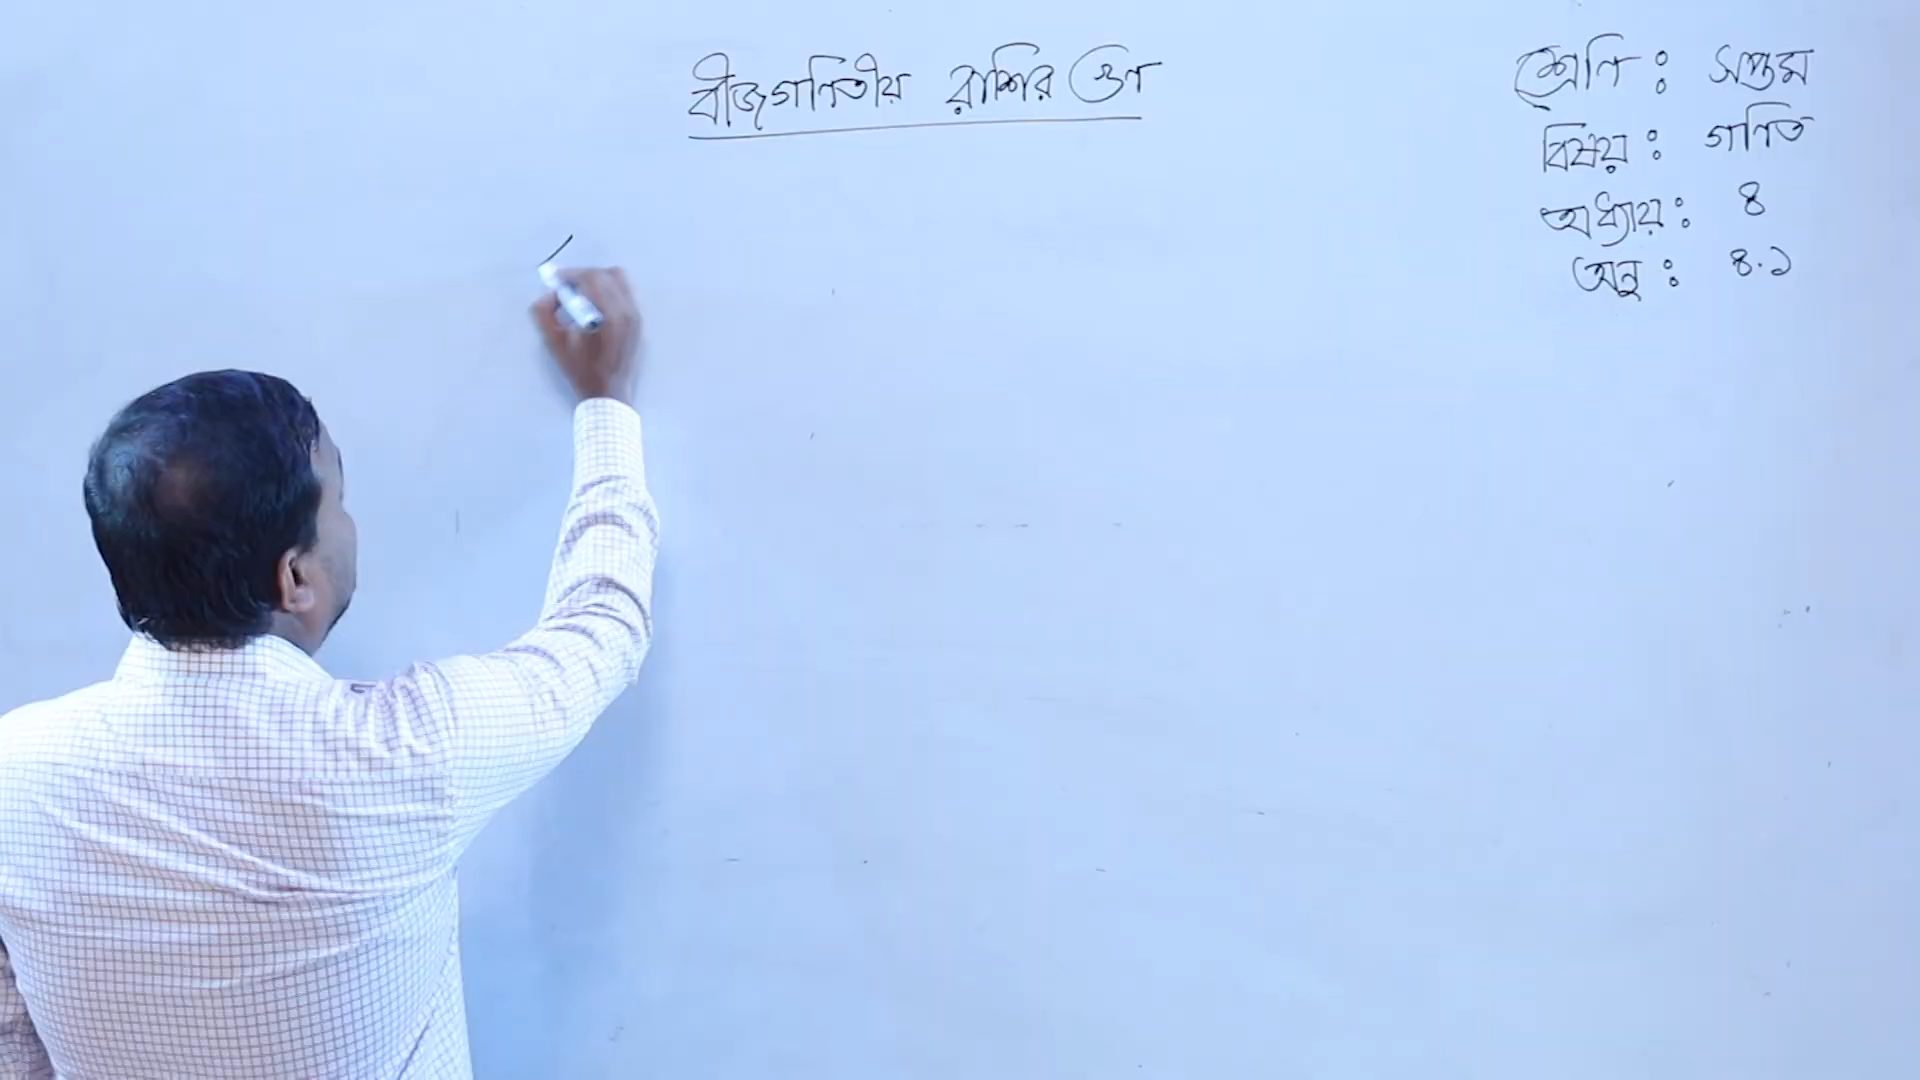 বীজগণিতীয় রাশির গুণ
শ্রেণি : সপ্তম
বিষয় : গণিত
অধ্যায় : ৪
অনু : ৪.১